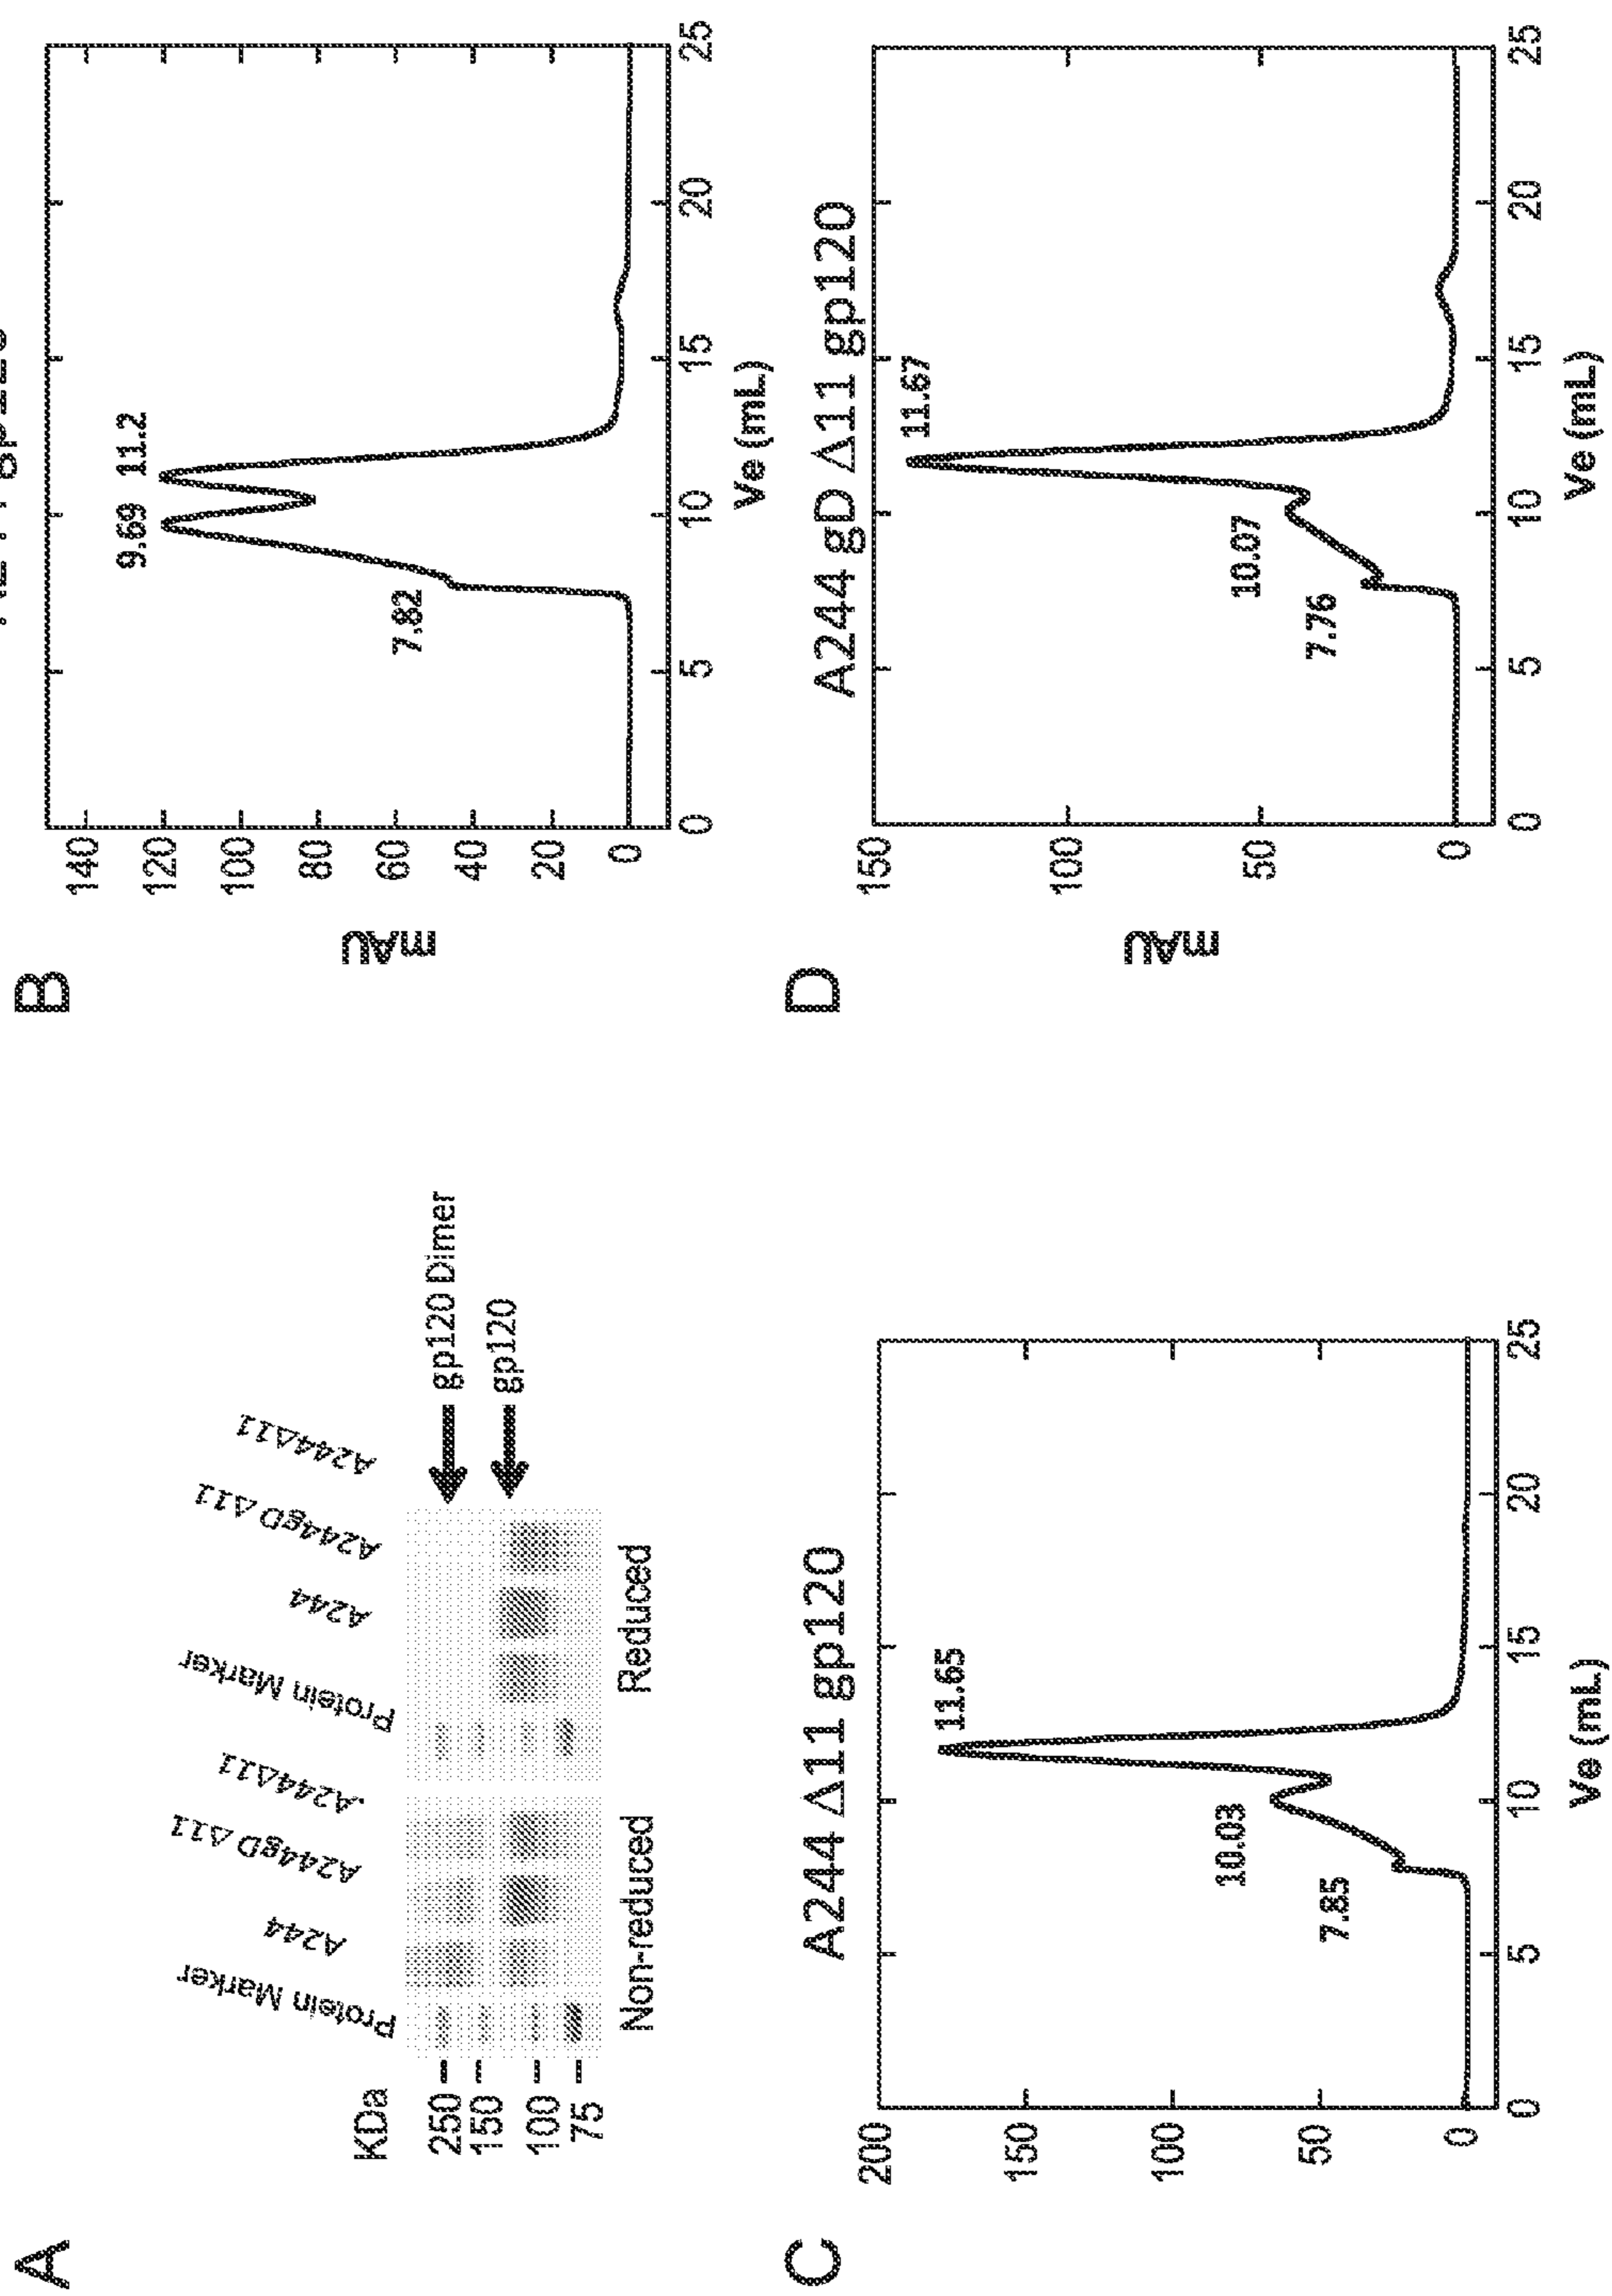 A
Protein Marker
A244
A244gD Δ11
A244Δ11
Protein Marker
A244
A244gD Δ11
A244Δ11
KDa
250
150
100
75
gp120 Dimer
gp120
Non-reduced
Reduced
B
mAU
140
120
100
80
60
40
20
0
7.82
9.69
11.2
0
5
10
15
20
25
Ve (mL)
C
A244 Δ11 gp120
200
150
100
50
0
7.85
10.03
11.65
0
5
10
15
20
25
Ve (mL)
D
A244 gD Δ11 gp120
mAU
150
100
50
0
7.76
10.07
11.67
0
5
10
15
20
25
Ve (mL)